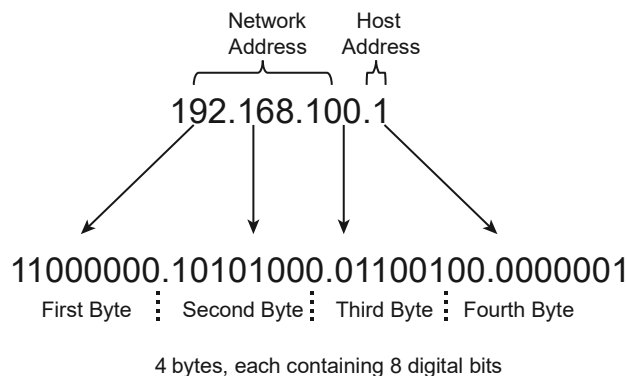 Network Host
Address Address
192.168.100.1
11000000.10101000.01100100.0000001
First Byte Second Byte Third Byte Fourth Byte
4 bytes, each containing 8 digital bits